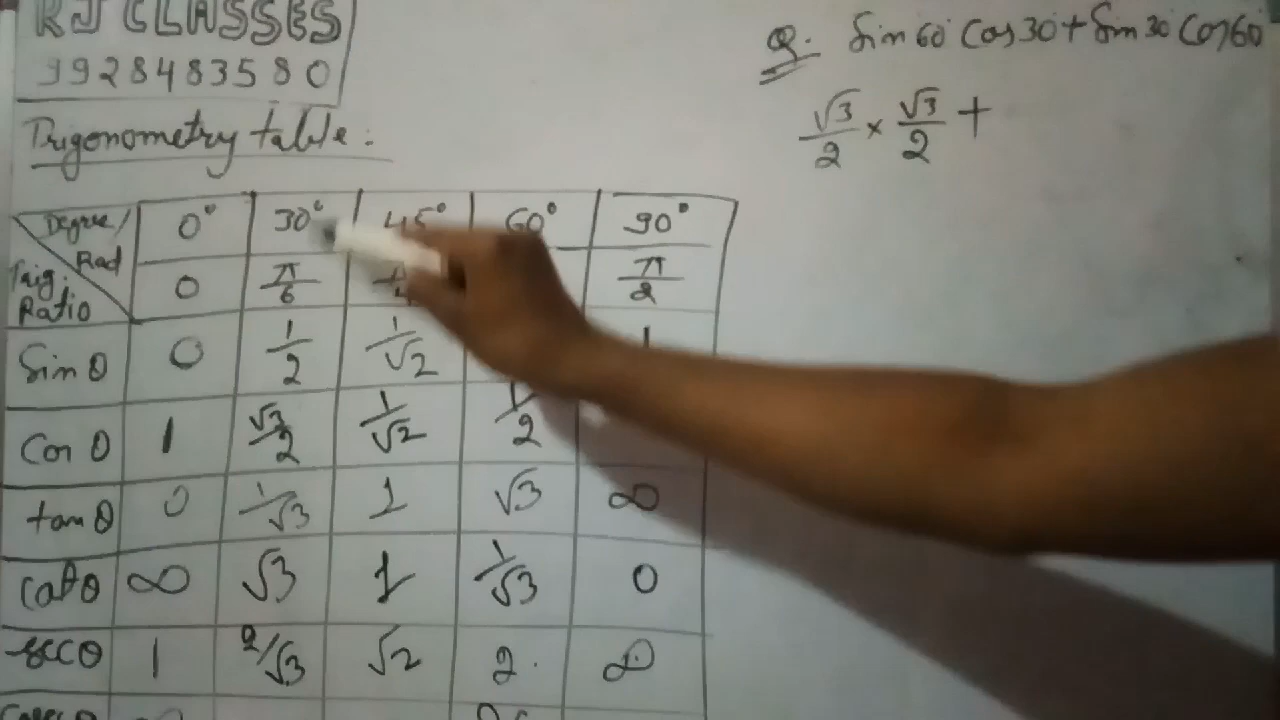 RJ CLASSES
9928483580
Trigonometry table:
Q. Sin 60 Cos 30 + Sin 30 Cos 60
√3/2 × √3/2 +
Degree/Rad 0° 30° 45° 60° 90°
Trig. Ratio 0 π/6 π/2
Sin θ 0 1/2 1/√2 1
Cos θ 1 √3/2 1/√2 1/2
tan θ 0 1/√3 1 √3 ∞
Cot θ ∞ √3 1 1/√3 0
sec θ 1 2/√3 √2 2. ∞